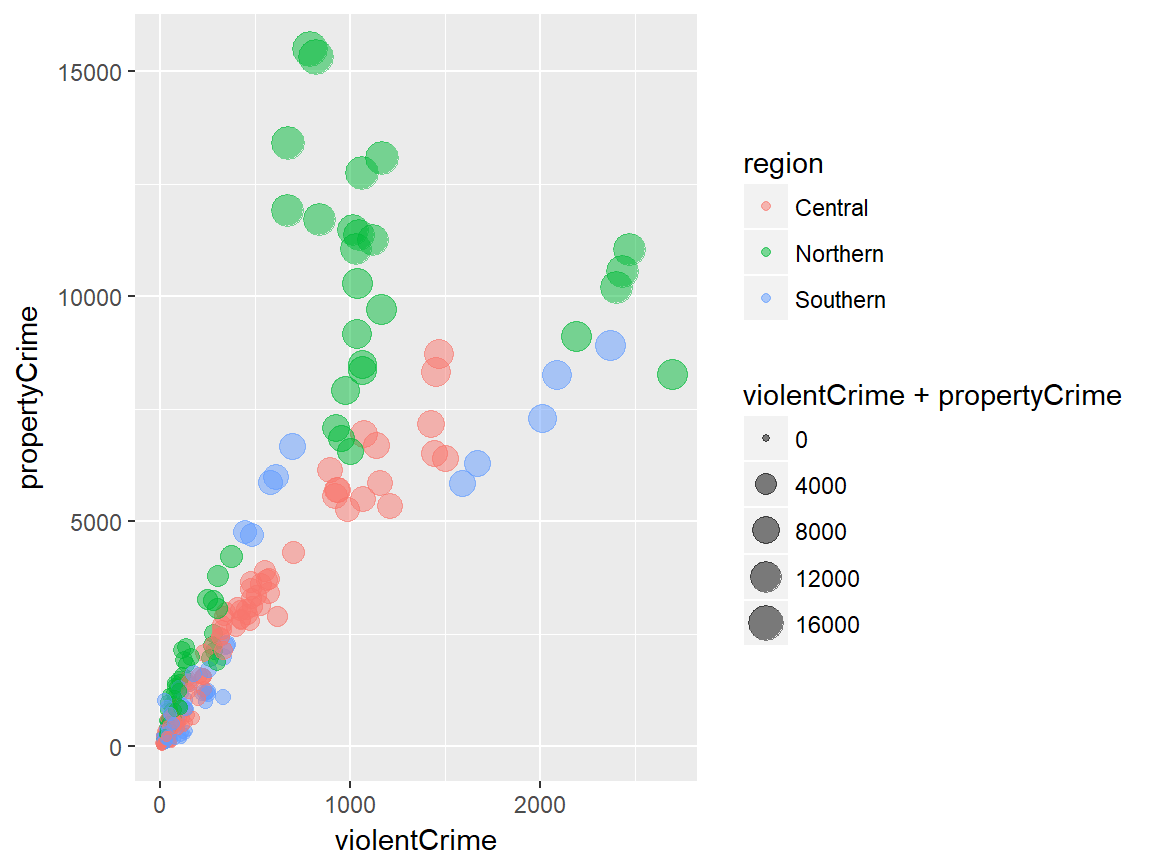 15000
10000
5000
0
propertyCrime
0 1000 2000
violentCrime
region
Central
Northern
Southern
violentCrime + propertyCrime
0
4000
8000
12000
16000